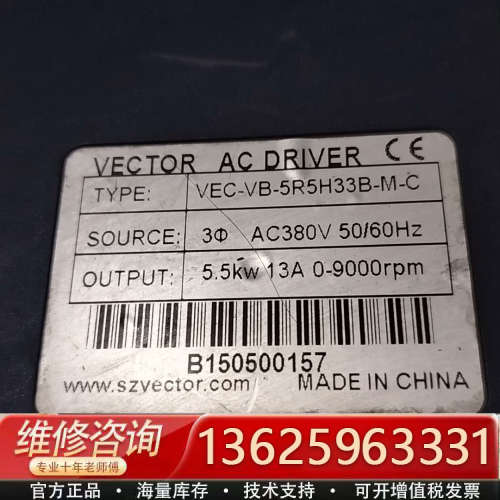 VECTOR AC DRIVER CE
TYPE: VEC-VB-5R5H33B-M-C
SOURCE: 3Φ AC380V 50/60Hz
OUTPUT: 5.5kw 13A 0-9000rpm
B150500157
www.szvector.com MADE IN CHINA
维修咨询 13625963331
专业十年老师傅
官方正品 · 海量库存 · 技术支持 · 可开增值税发票